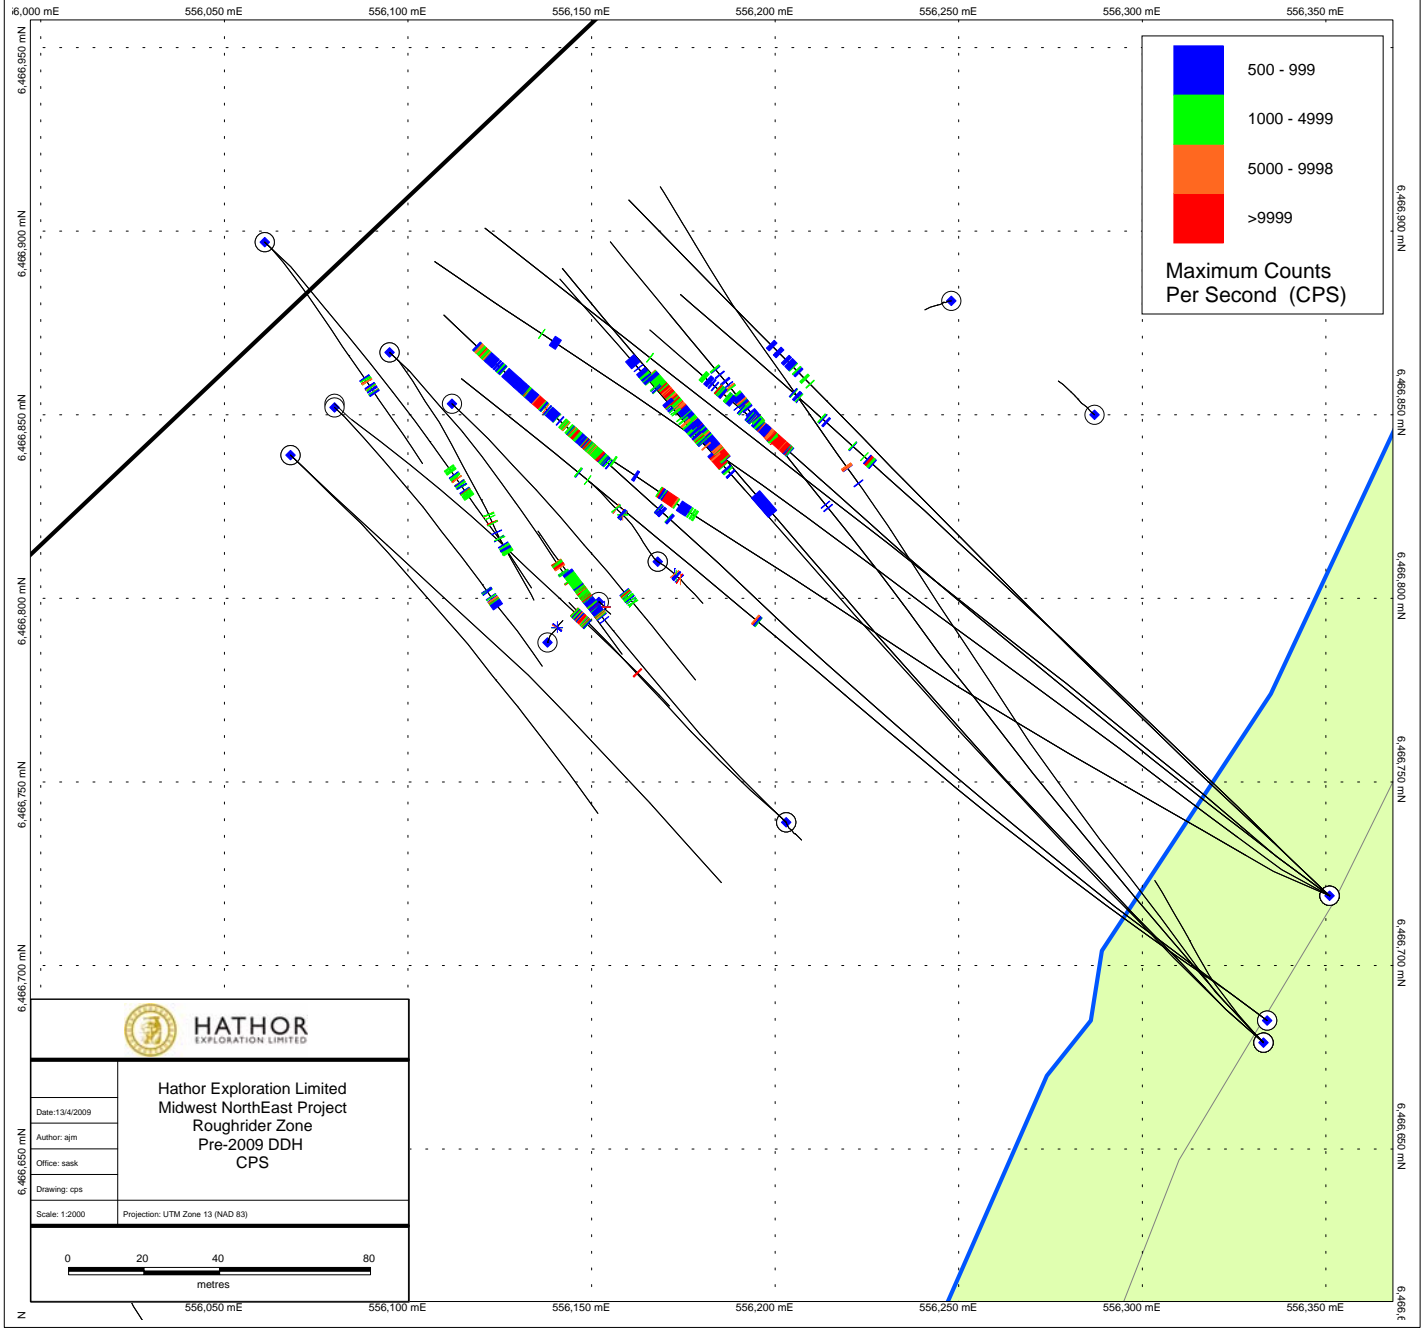 56,000 mE 556,050 mE 556,100 mE 556,150 mE 556,200 mE 556,250 mE 556,300 mE 556,350 mE
6,466,950 mN
6,466,900 mN
6,466,850 mN
6,466,800 mN
6,466,750 mN
6,466,700 mN
6,466,650 mN
N
500 - 999
1000 - 4999
5000 - 9998
>9999
Maximum Counts
Per Second (CPS)
6,466,900 mN
6,466,850 mN
6,466,800 mN
6,466,750 mN
6,466,700 mN
6,466,650 mN
6,466,6
HATHOR
EXPLORATION LIMITED
Hathor Exploration Limited
Midwest NorthEast Project
Roughrider Zone
Pre-2009 DDH
CPS
Date:13/4/2009
Author: ajm
Office: sask
Drawing: cps
Scale: 1:2000
Projection: UTM Zone 13 (NAD 83)
0 20 40 80
metres
556,050 mE 556,100 mE 556,150 mE 556,200 mE 556,250 mE 556,300 mE 556,350 mE